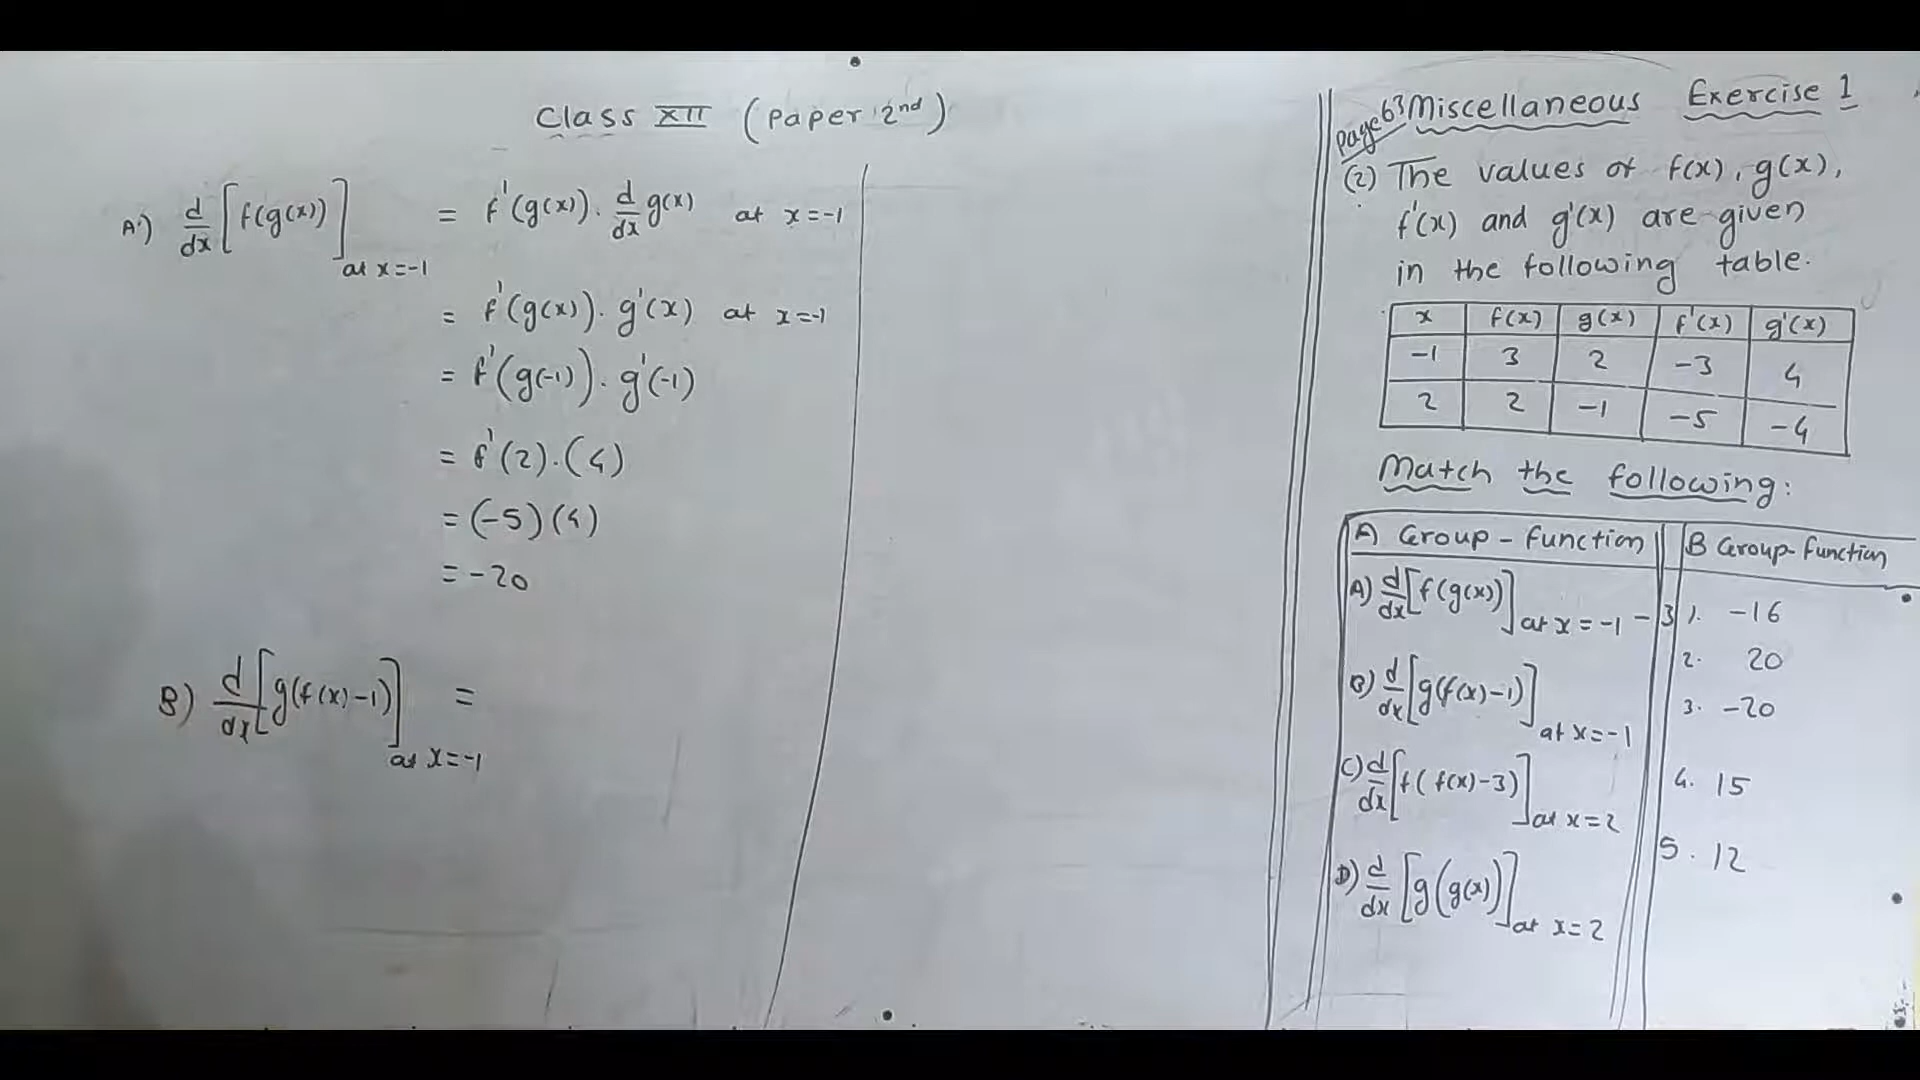 Class XII (Paper 2nd)
A) d/dx [f(g(x))] at x=-1 = f'(g(x)). d/dx g(x) at x=-1
= f'(g(x)). g'(x) at x=-1
= f'(g(-1)). g'(-1)
= f'(2).(4)
= (-5)(4)
= -20
B) d/dx [g(f(x)-1)] at x=-1 =
Page 63 Miscellaneous Exercise 1
(2) The values of f(x), g(x),
f'(x) and g'(x) are given
in the following table.
x f(x) g(x) f'(x) g'(x)
-1 3 2 -3 4
2 2 -1 -5 -4
Match the following:
A) Group - function B Group-function
A) d/dx [f(g(x))] at x = -1 - 3 1. -16
2. 20
B) d/dx [g(f(x)-1)] at x=-1
3. -20
C) d/dx [f(f(x)-3)] at x=2 4. 15
D) d/dx [g(g(x))] at x=2 5. 12